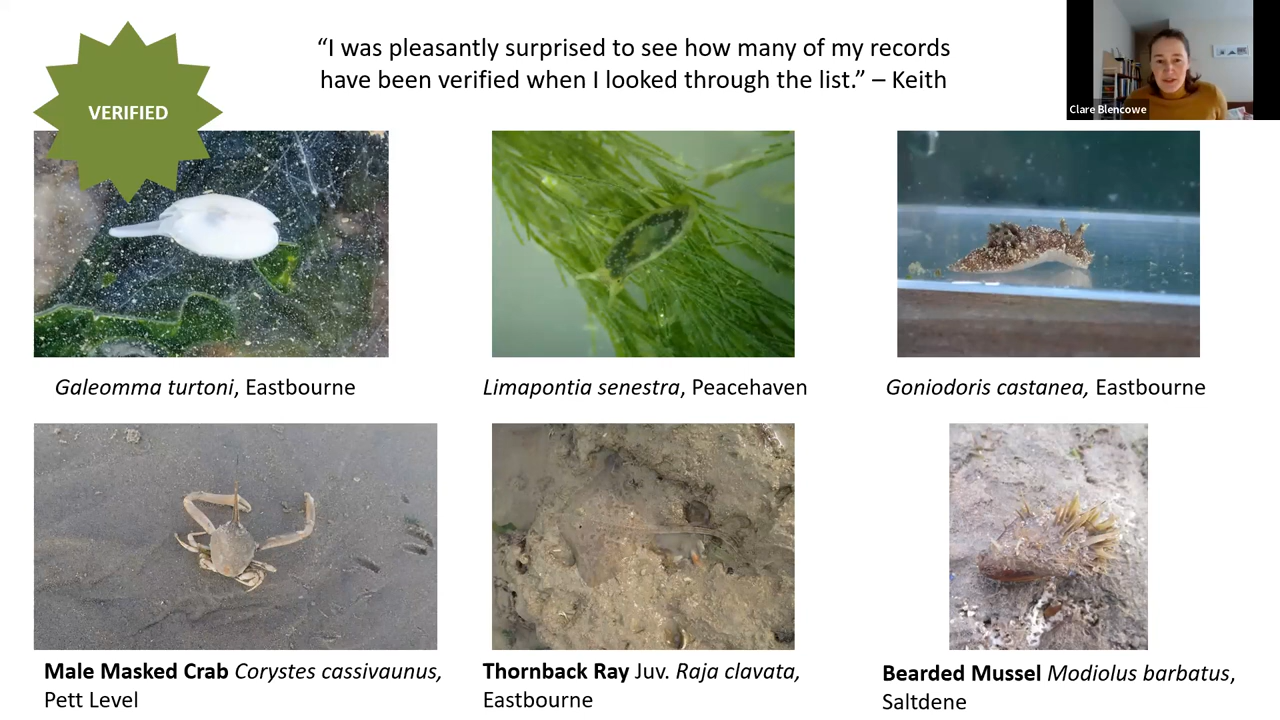 “I was pleasantly surprised to see how many of my records
have been verified when I looked through the list.” – Keith
Clare Blencowe
VERIFIED
Galeomma turtoni, Eastbourne
Limapontia senestra, Peacehaven
Goniodoris castanea, Eastbourne
Male Masked Crab Corystes cassivaunus,
Pett Level
Thornback Ray Juv. Raja clavata,
Eastbourne
Bearded Mussel Modiolus barbatus,
Saltdene